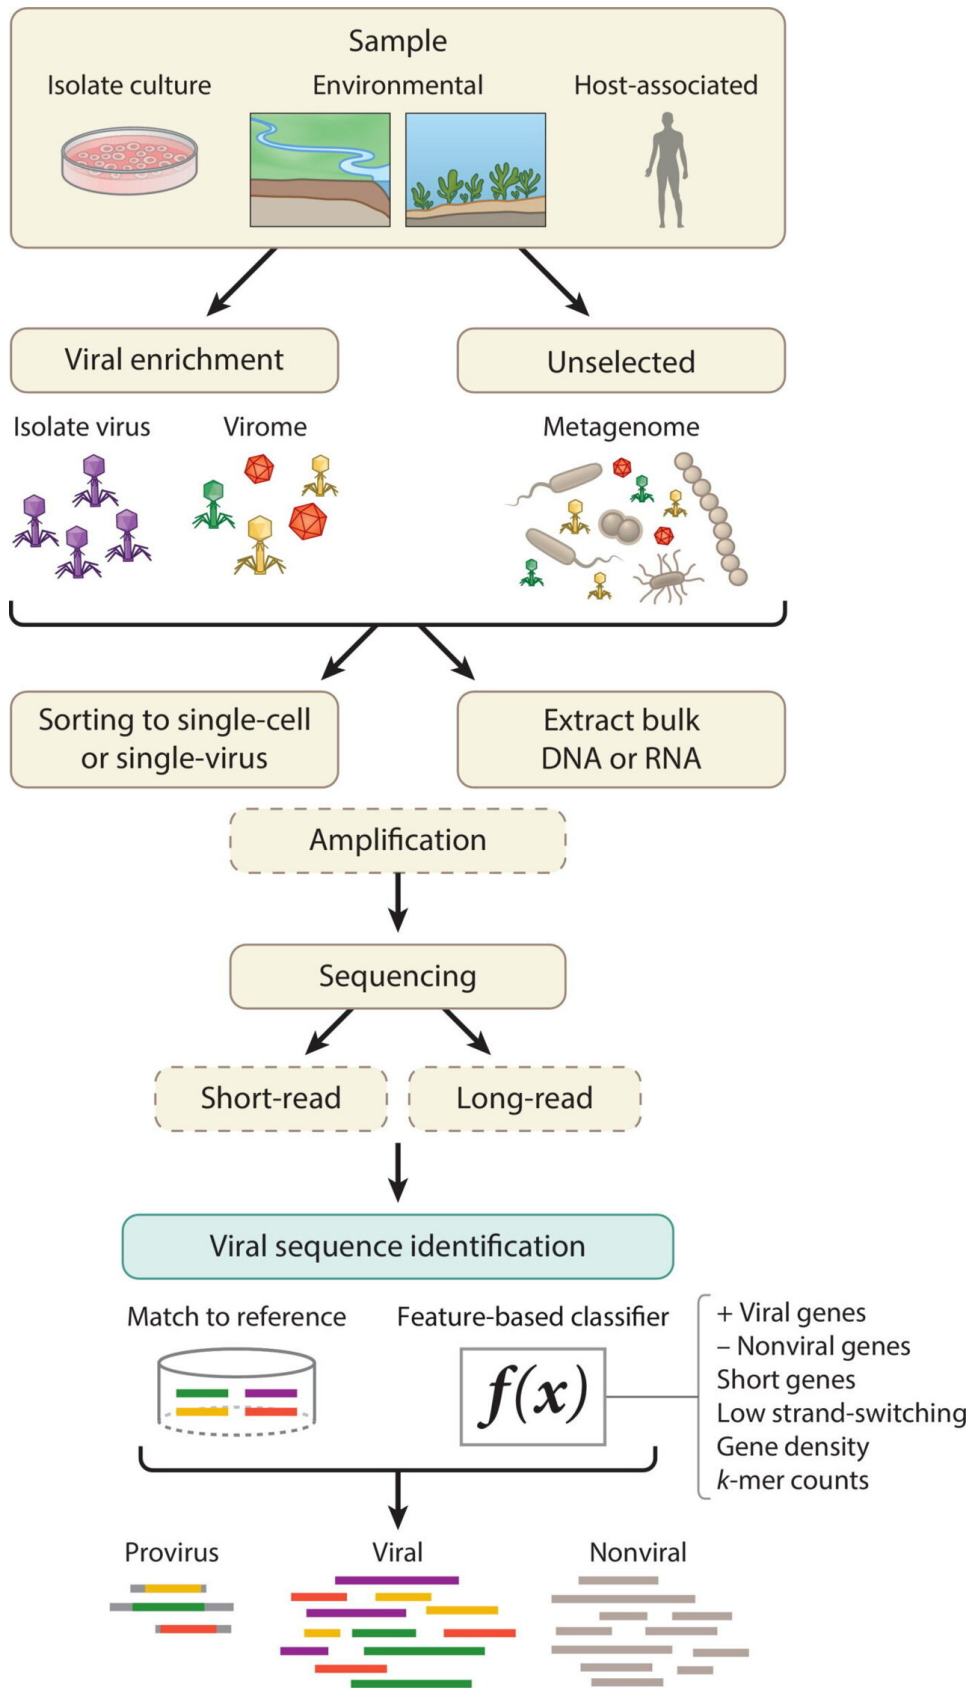 Sample
Isolate culture
Environmental
Host-associated
Viral enrichment
Unselected
Isolate virus
Virome
Metagenome
Sorting to single-cell
or single-virus
Extract bulk
DNA or RNA
Amplification
Sequencing
Short-read
Long-read
Viral sequence identification
Match to reference
Feature-based classifier
f(x)
+ Viral genes
– Nonviral genes
Short genes
Low strand-switching
Gene density
k-mer counts
Provirus
Viral
Nonviral